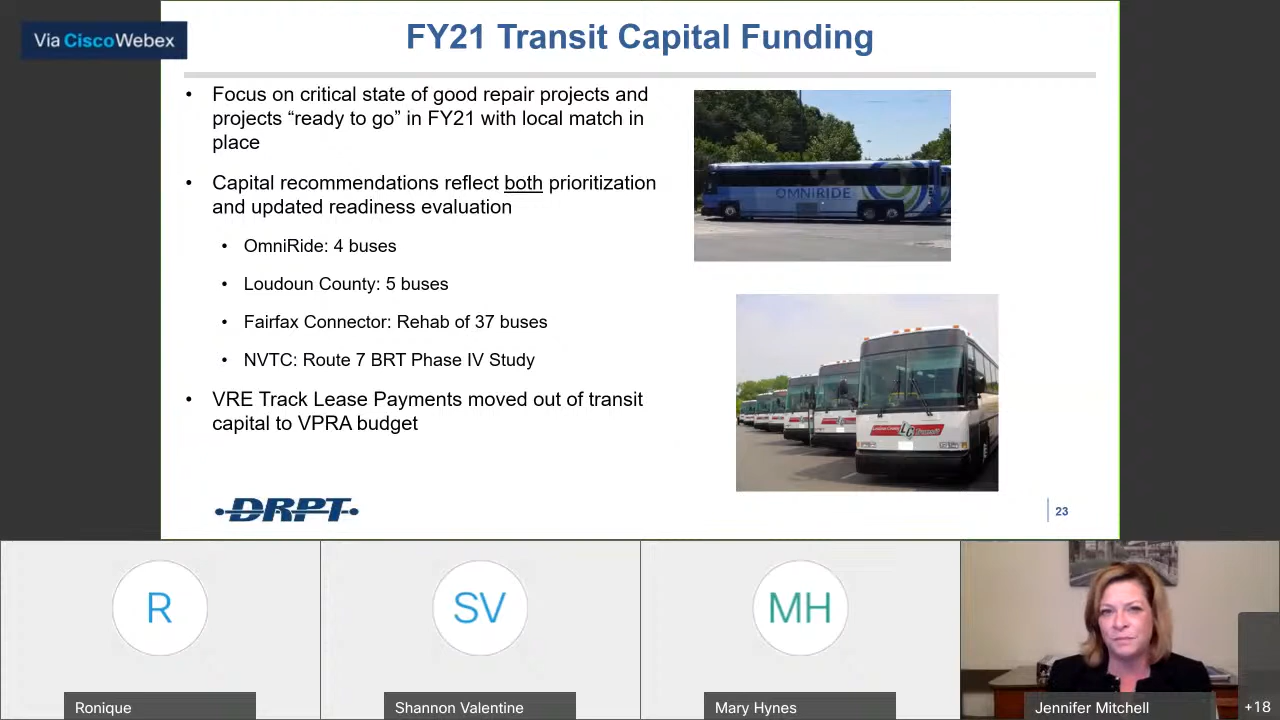 Via CiscoWebex
FY21 Transit Capital Funding
• Focus on critical state of good repair projects and
projects “ready to go” in FY21 with local match in
place
• Capital recommendations reflect both prioritization
and updated readiness evaluation
• OmniRide: 4 buses
• Loudoun County: 5 buses
• Fairfax Connector: Rehab of 37 buses
• NVTC: Route 7 BRT Phase IV Study
• VRE Track Lease Payments moved out of transit
capital to VPRA budget
OMNIRIDE
LC
DRPT
23
R
SV
MH
Ronique
Shannon Valentine
Mary Hynes
Jennifer Mitchell
+18